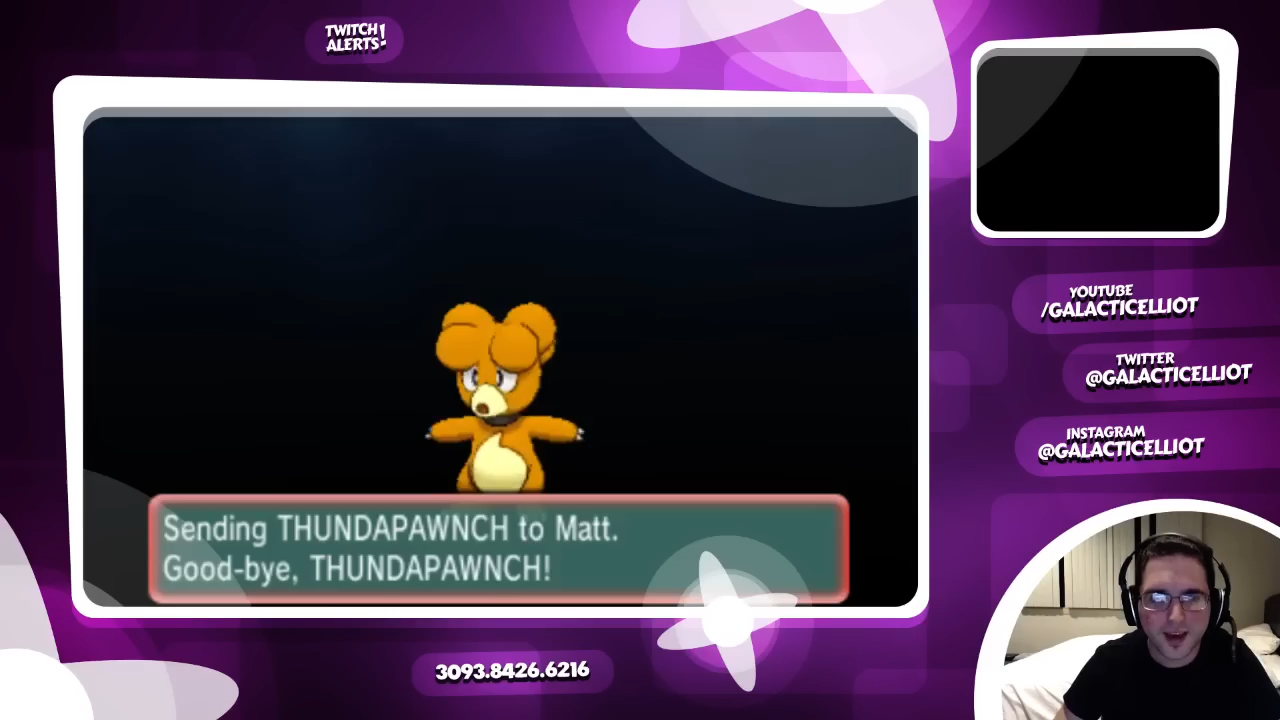 TWITCH
ALERTS!
Sending THUNDAPAWNCH to Matt.
Good-bye, THUNDAPAWNCH!
3093.8426.6216
YOUTUBE
/GALACTICELLIOT
TWITTER
@GALACTICELLIOT
INSTAGRAM
@GALACTICELLIOT